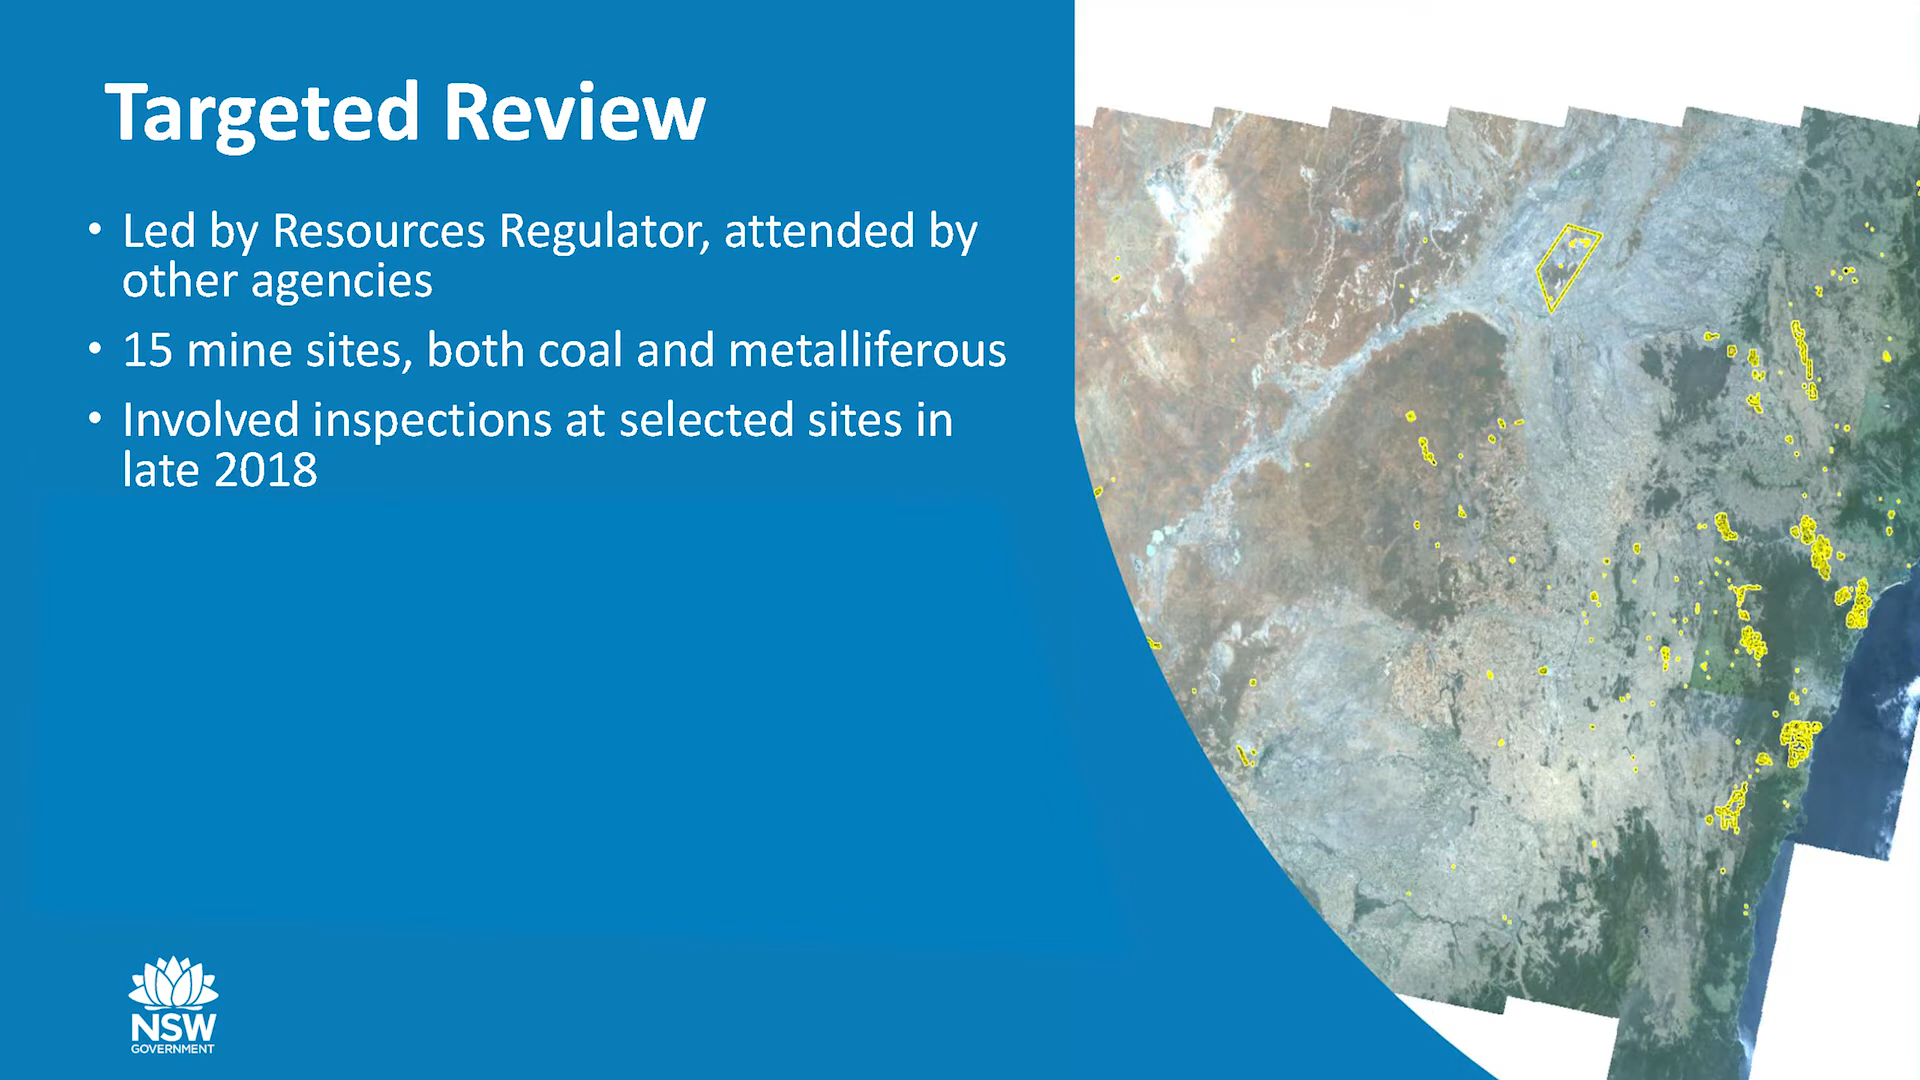 Targeted Review
• Led by Resources Regulator, attended by
other agencies
• 15 mine sites, both coal and metalliferous
• Involved inspections at selected sites in
late 2018
NSW
GOVERNMENT